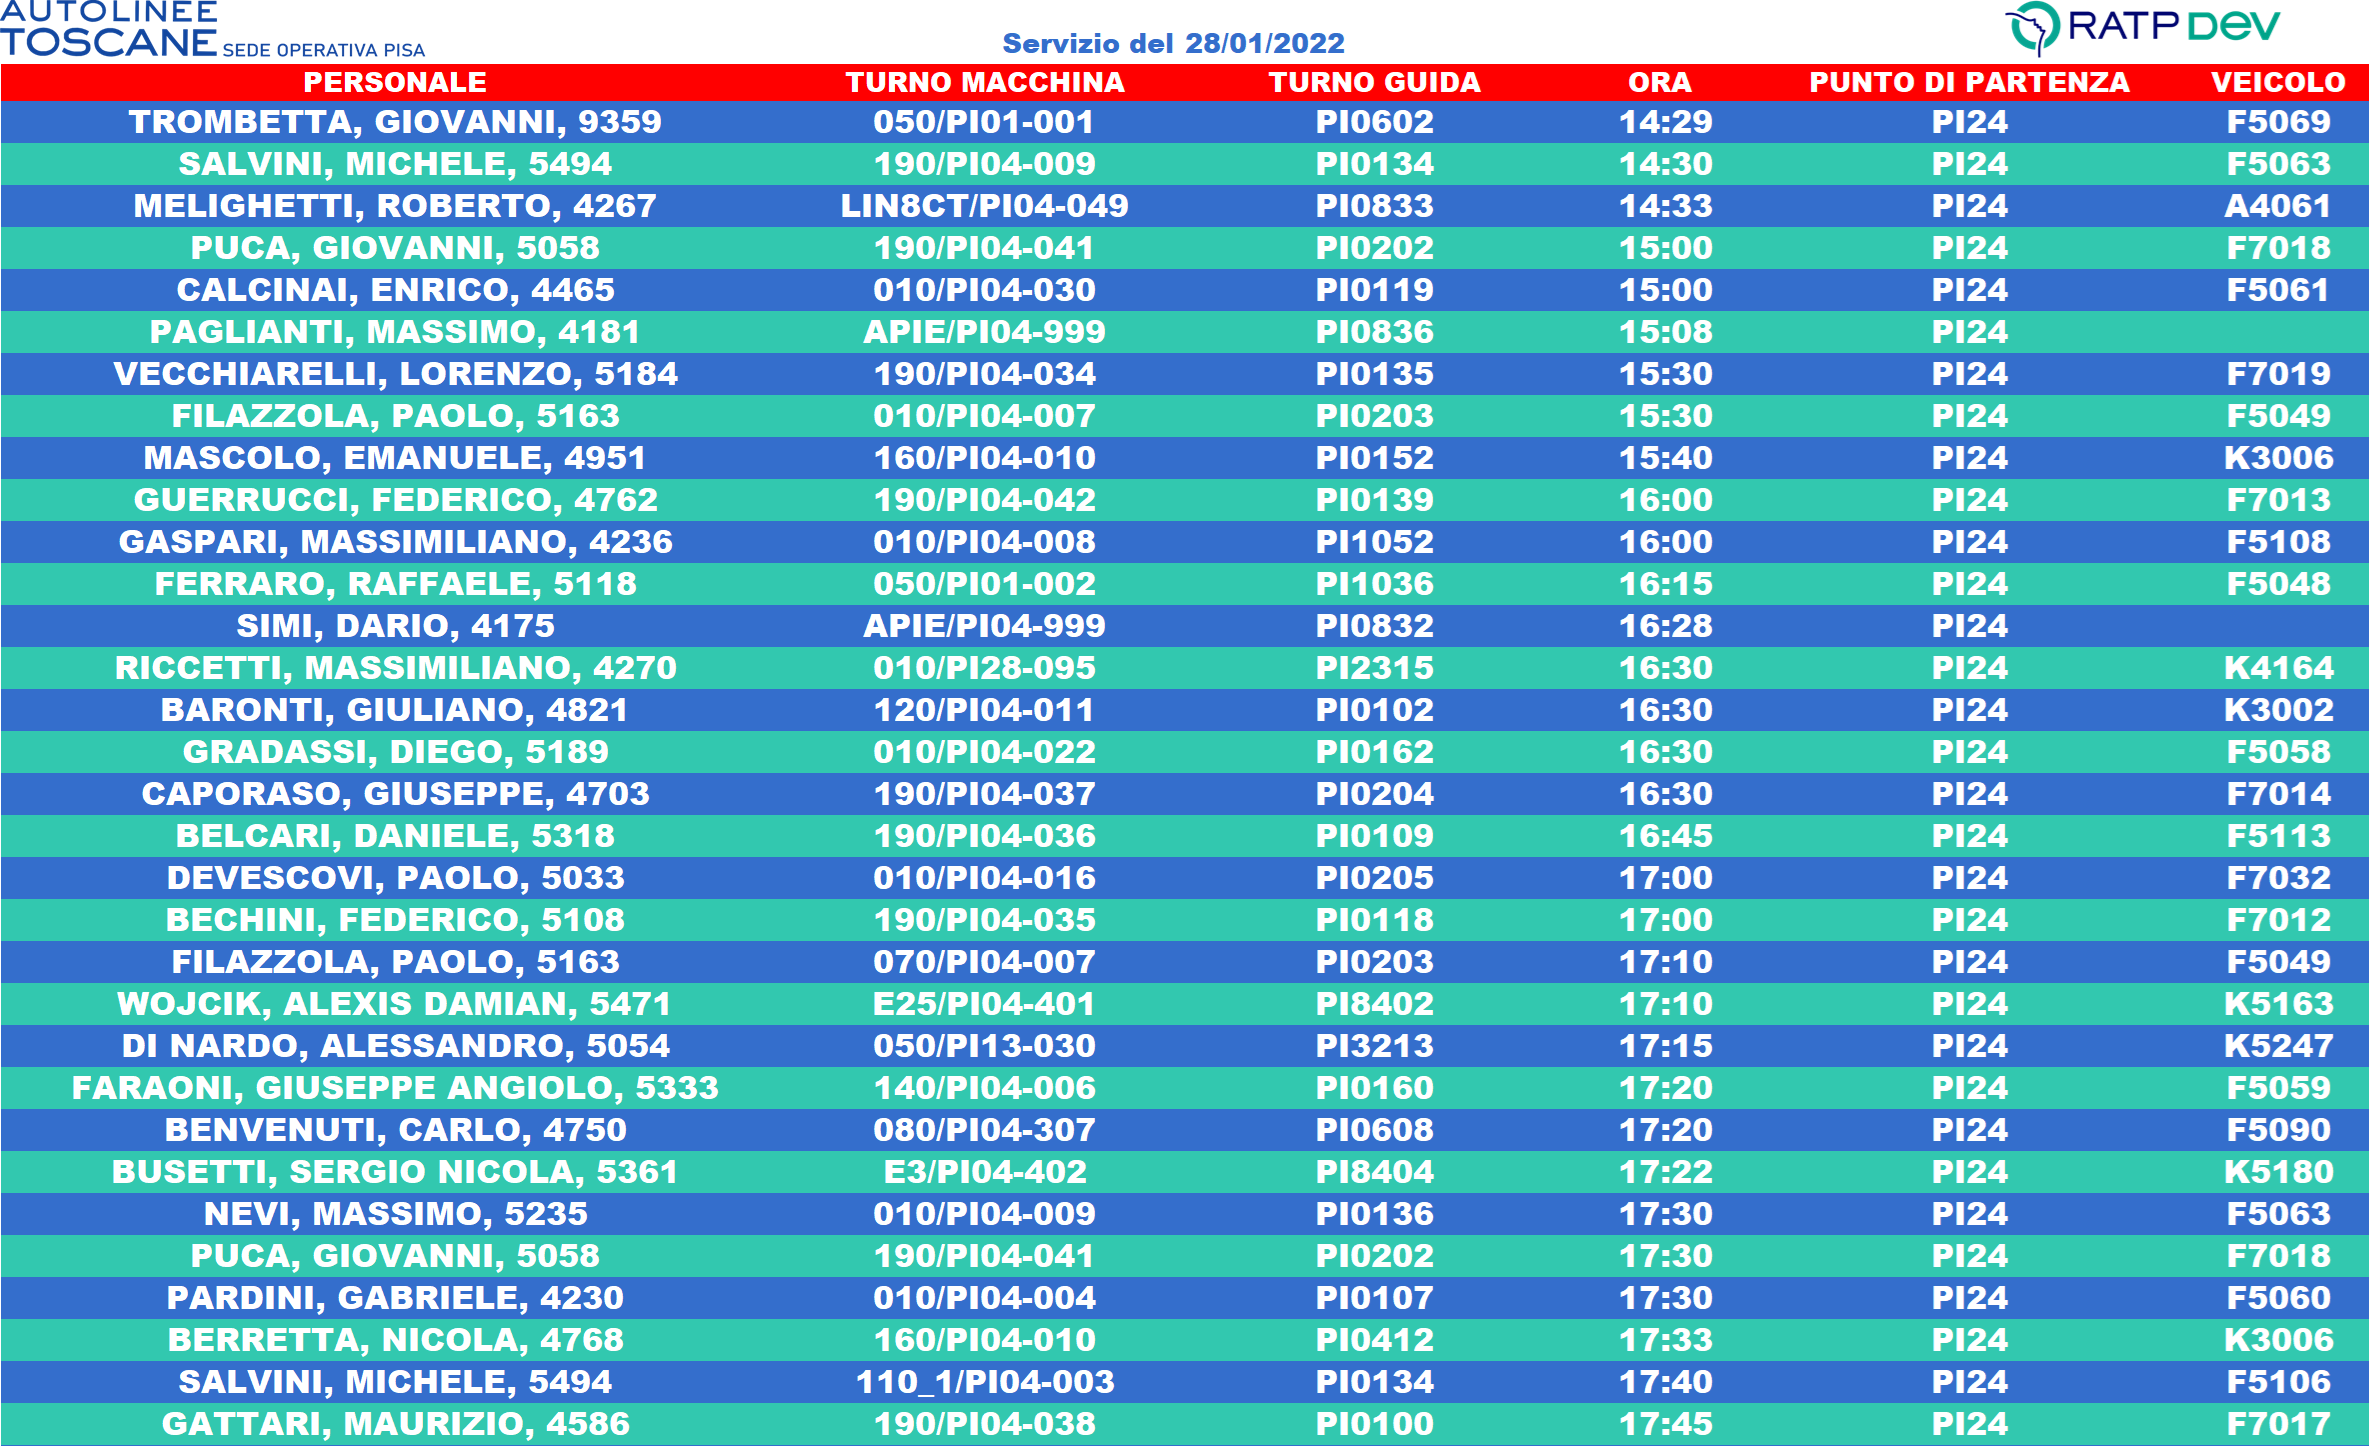 AUTOLINEE
TOSCANE SEDE OPERATIVA PISA
Servizio del 28/01/2022
RATP DEV
PERSONALE TURNO MACCHINA TURNO GUIDA ORA PUNTO DI PARTENZA VEICOLO
TROMBETTA, GIOVANNI, 9359 050/PI01-001 PI0602 14:29 PI24 F5069
SALVINI, MICHELE, 5494 190/PI04-009 PI0134 14:30 PI24 F5063
MELIGHETTI, ROBERTO, 4267 LIN8CT/PI04-049 PI0833 14:33 PI24 A4061
PUCA, GIOVANNI, 5058 190/PI04-041 PI0202 15:00 PI24 F7018
CALCINAI, ENRICO, 4465 010/PI04-030 PI0119 15:00 PI24 F5061
PAGLIANTI, MASSIMO, 4181 APIE/PI04-999 PI0836 15:08 PI24
VECCHIARELLI, LORENZO, 5184 190/PI04-034 PI0135 15:30 PI24 F7019
FILAZZOLA, PAOLO, 5163 010/PI04-007 PI0203 15:30 PI24 F5049
MASCOLO, EMANUELE, 4951 160/PI04-010 PI0152 15:40 PI24 K3006
GUERRUCCI, FEDERICO, 4762 190/PI04-042 PI0139 16:00 PI24 F7013
GASPARI, MASSIMILIANO, 4236 010/PI04-008 PI1052 16:00 PI24 F5108
FERRARO, RAFFAELE, 5118 050/PI01-002 PI1036 16:15 PI24 F5048
SIMI, DARIO, 4175 APIE/PI04-999 PI0832 16:28 PI24
RICCETTI, MASSIMILIANO, 4270 010/PI28-095 PI2315 16:30 PI24 K4164
BARONTI, GIULIANO, 4821 120/PI04-011 PI0102 16:30 PI24 K3002
GRADASSI, DIEGO, 5189 010/PI04-022 PI0162 16:30 PI24 F5058
CAPORASO, GIUSEPPE, 4703 190/PI04-037 PI0204 16:30 PI24 F7014
BELCARI, DANIELE, 5318 190/PI04-036 PI0109 16:45 PI24 F5113
DEVESCOVI, PAOLO, 5033 010/PI04-016 PI0205 17:00 PI24 F7032
BECHINI, FEDERICO, 5108 190/PI04-035 PI0118 17:00 PI24 F7012
FILAZZOLA, PAOLO, 5163 070/PI04-007 PI0203 17:10 PI24 F5049
WOJCIK, ALEXIS DAMIAN, 5471 E25/PI04-401 PI8402 17:10 PI24 K5163
DI NARDO, ALESSANDRO, 5054 050/PI13-030 PI3213 17:15 PI24 K5247
FARAONI, GIUSEPPE ANGIOLO, 5333 140/PI04-006 PI0160 17:20 PI24 F5059
BENVENUTI, CARLO, 4750 080/PI04-307 PI0608 17:20 PI24 F5090
BUSETTI, SERGIO NICOLA, 5361 E3/PI04-402 PI8404 17:22 PI24 K5180
NEVI, MASSIMO, 5235 010/PI04-009 PI0136 17:30 PI24 F5063
PUCA, GIOVANNI, 5058 190/PI04-041 PI0202 17:30 PI24 F7018
PARDINI, GABRIELE, 4230 010/PI04-004 PI0107 17:30 PI24 F5060
BERRETTA, NICOLA, 4768 160/PI04-010 PI0412 17:33 PI24 K3006
SALVINI, MICHELE, 5494 110_1/PI04-003 PI0134 17:40 PI24 F5106
GATTARI, MAURIZIO, 4586 190/PI04-038 PI0100 17:45 PI24 F7017